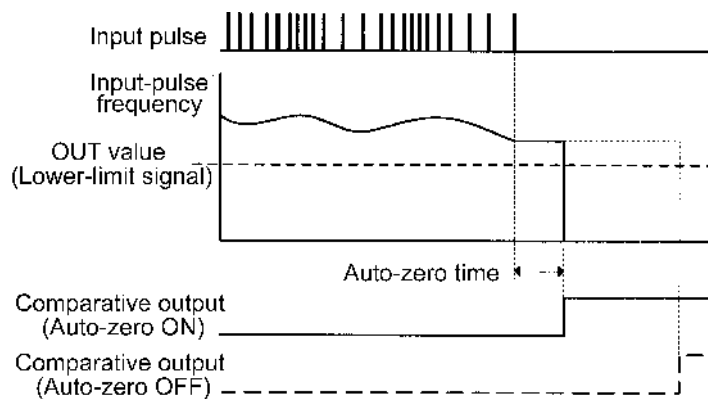 Input pulse
Input-pulse
frequency
OUT value
(Lower-limit signal)
Auto-zero time
Comparative output
(Auto-zero ON)
Comparative output
(Auto-zero OFF)